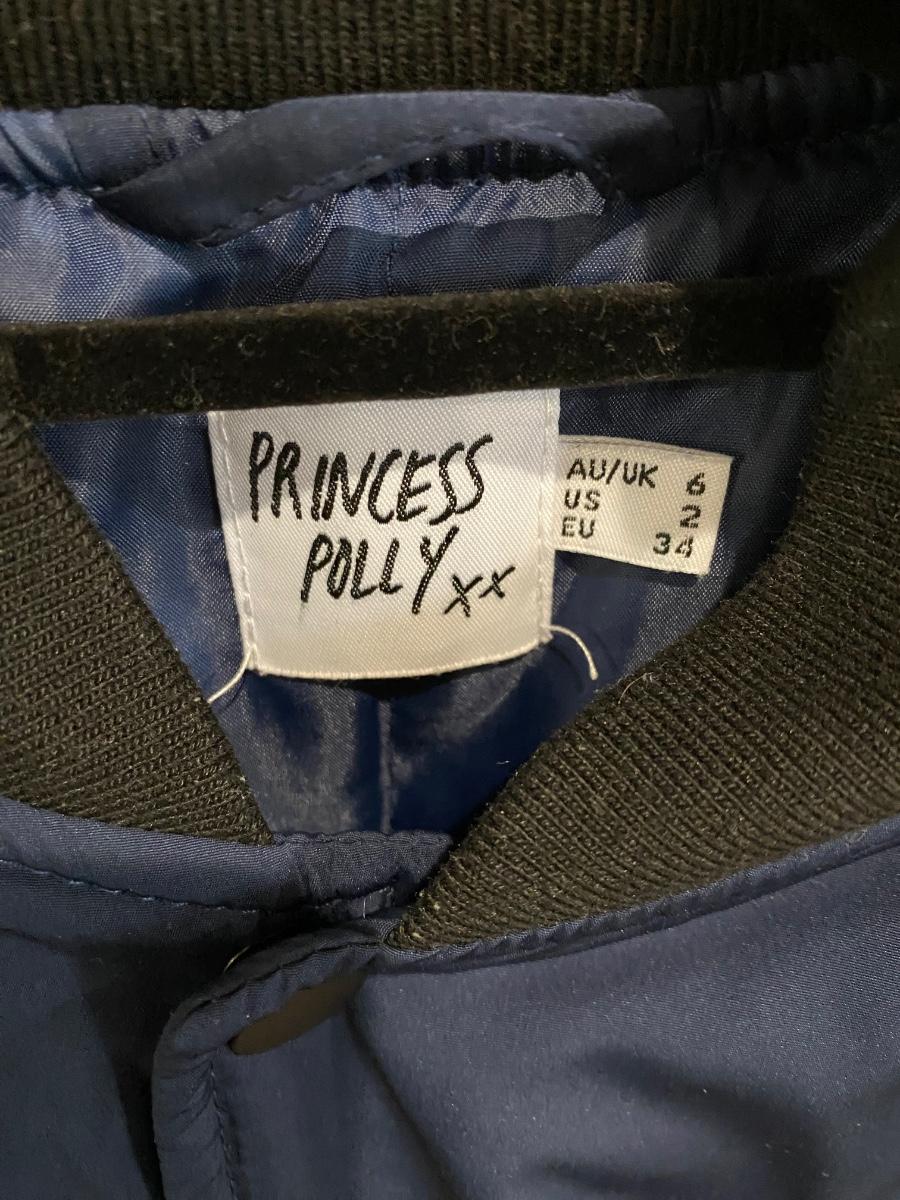 PRINCESS
POLLY xx
AU/UK 6
US 2
EU 34